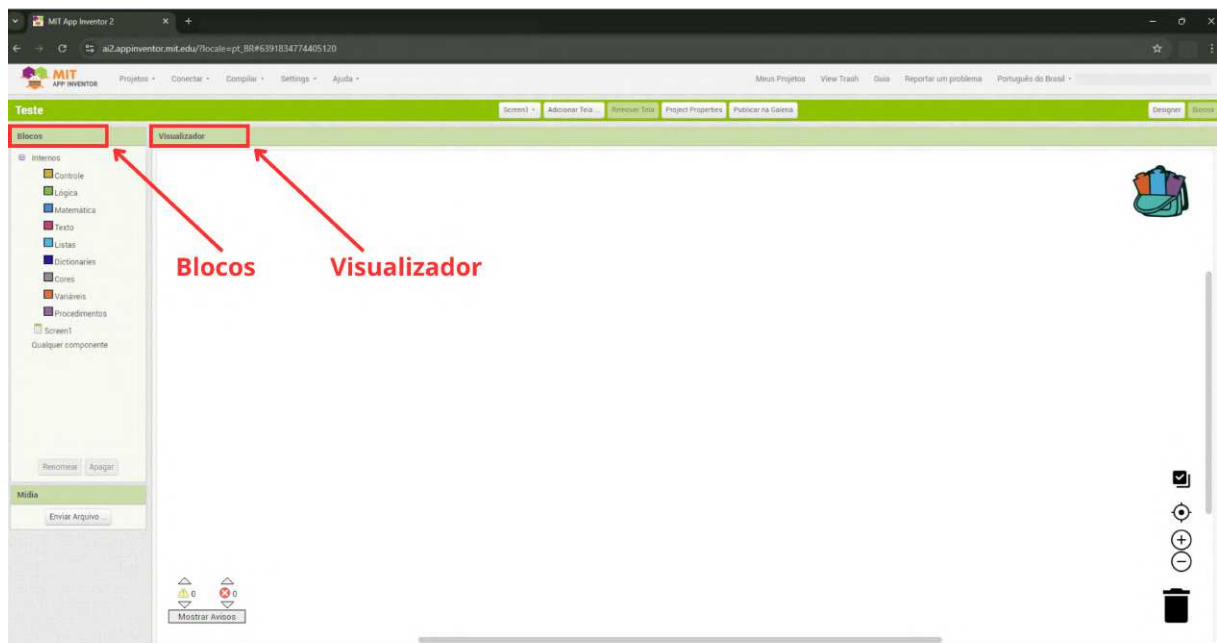 MIT App Inventor 2
ai2.appinventor.mit.edu/?locale=pt_BR#6391834774405120
MIT APP INVENTOR Projetos Conectar Compilar Settings Ajuda Meus Projetos View Trash Guia Reportar um problema Português do Brasil
Teste Screen1 Adicionar Tela ... Remover Tela Project Properties Publicar na Galeria Designer Blocos
Blocos Visualizador
Internos
Controle
Lógica
Matemática
Texto
Listas
Dictionaries
Cores
Variáveis
Procedimentos
Screen1
Qualquer componente
Blocos Visualizador
Renomear Apagar
Mídia
Enviar Arquivo ...
0 0
Mostrar Avisos